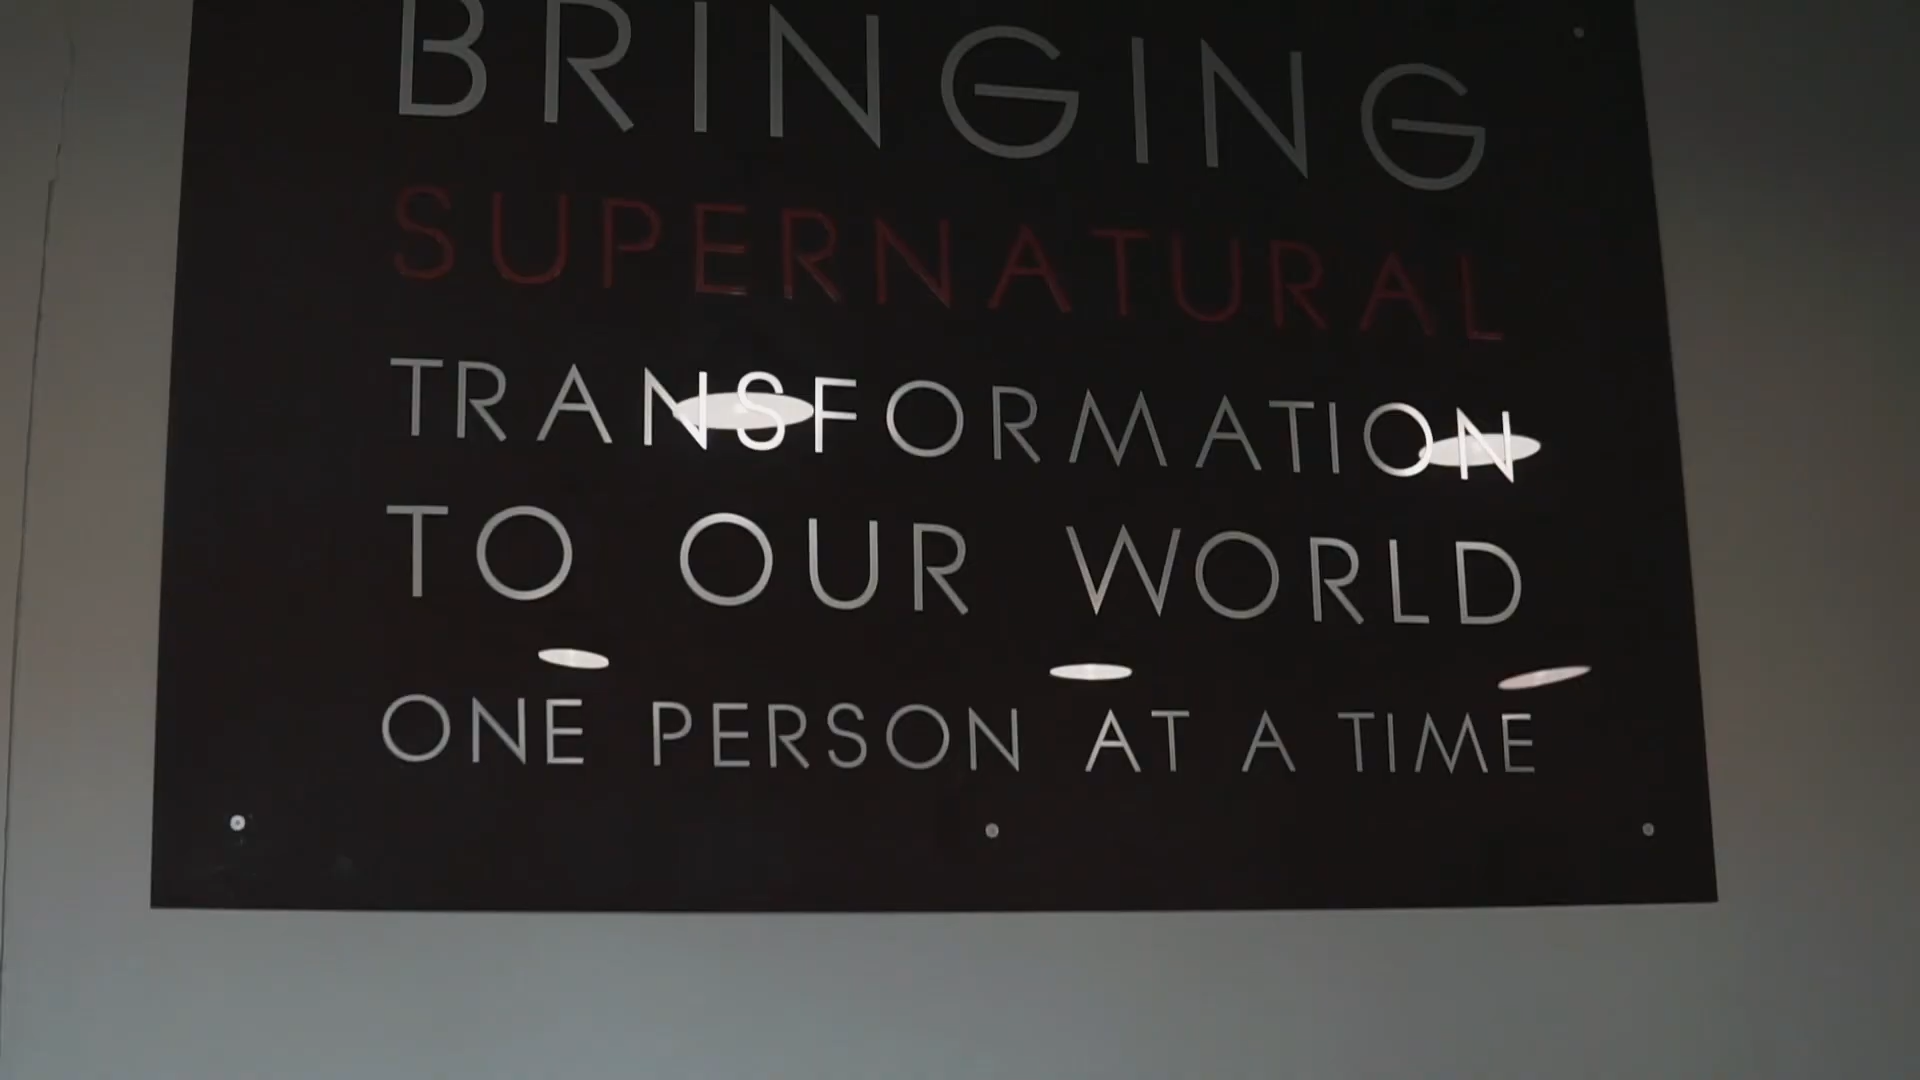 BRINGING
SUPERNATURAL
TRANSFORMATION
TO OUR WORLD
ONE PERSON AT A TIME